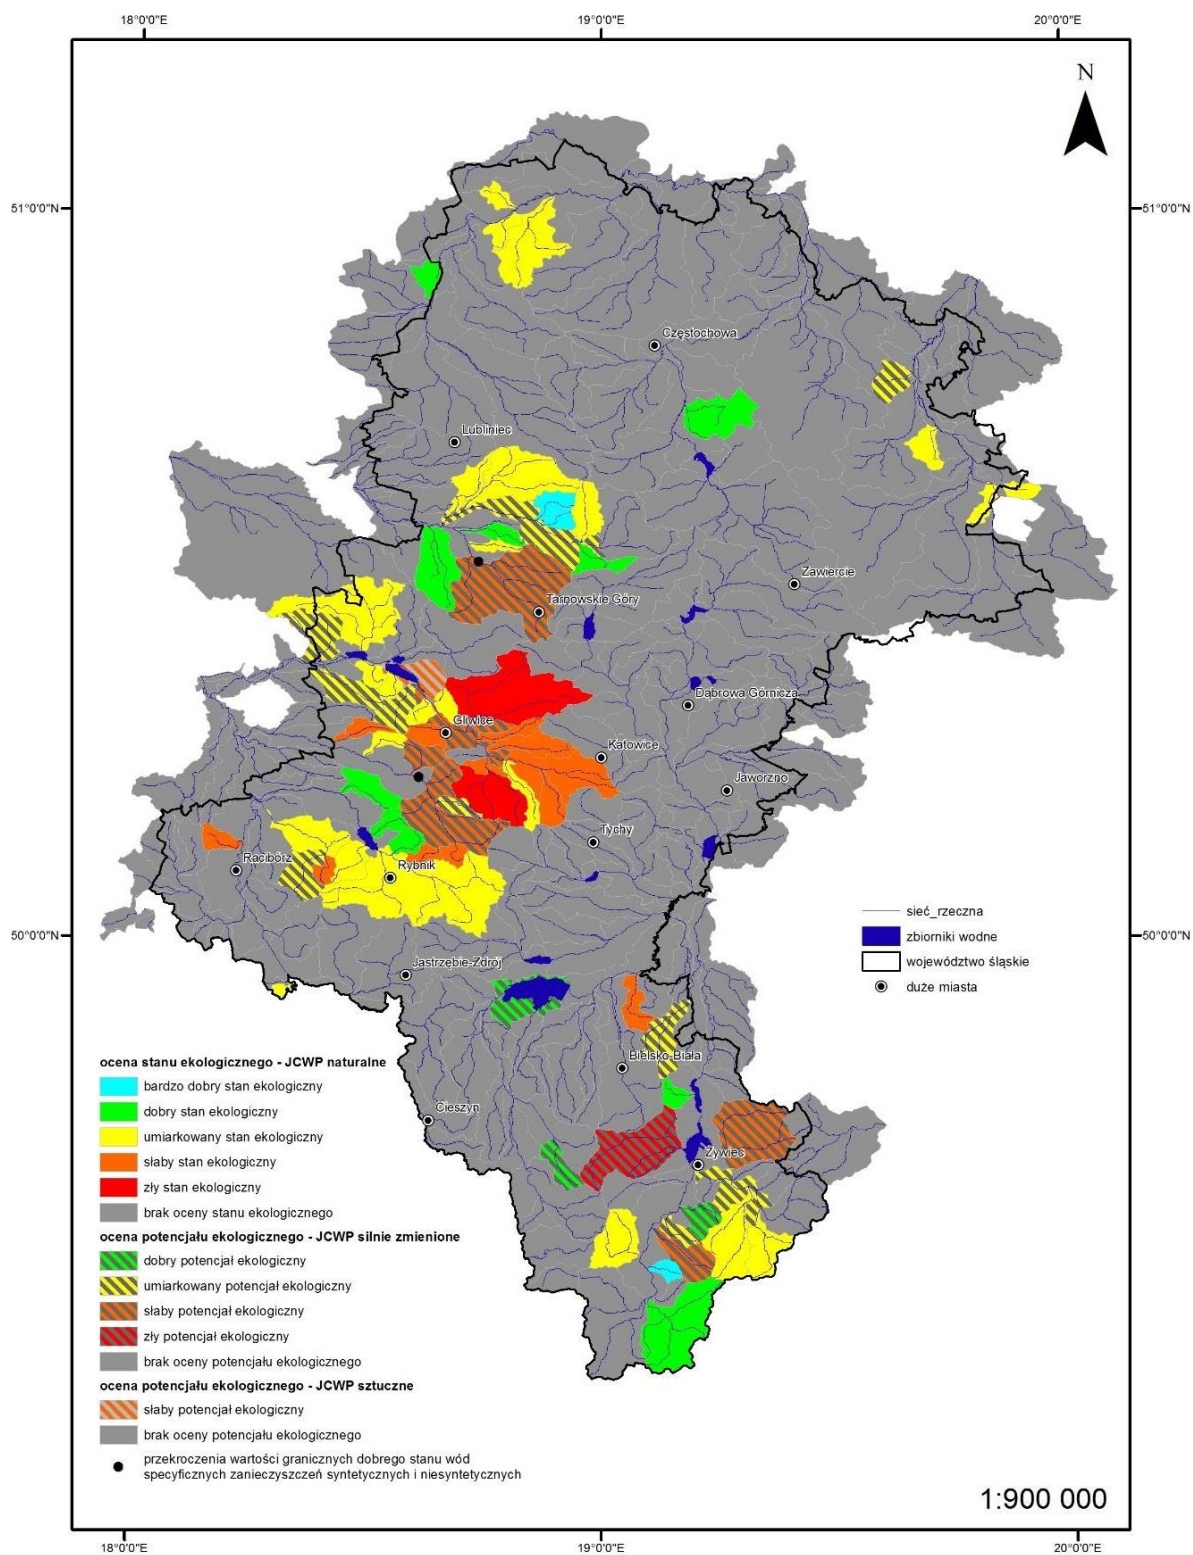 18°0'0"E
19°0'0"E
20°0'0"E
N
51°0'0"N
51°0'0"N
Częstochowa
Lubliniec
Zawiercie
Tarnowskie Góry
Dąbrowa Górnicza
Gliwice
Katowice
Jaworzno
Tychy
Racibórz
Rybnik
sieć_rzeczna
50°0'0"N
zbiorniki wodne
50°0'0"N
województwo śląskie
Jastrzębie-Zdrój
duże miasta
Bielsko-Biała
ocena stanu ekologicznego - JCWP naturalne
bardzo dobry stan ekologiczny
dobry stan ekologiczny
Cieszyn
umiarkowany stan ekologiczny
Żywiec
słaby stan ekologiczny
zły stan ekologiczny
brak oceny stanu ekologicznego
ocena potencjału ekologicznego - JCWP silnie zmienione
dobry potencjał ekologiczny
umiarkowany potencjał ekologiczny
słaby potencjał ekologiczny
zły potencjał ekologiczny
brak oceny potencjału ekologicznego
ocena potencjału ekologicznego - JCWP sztuczne
słaby potencjał ekologiczny
brak oceny potencjału ekologicznego
przekroczenia wartości granicznych dobrego stanu wód
specyficznych zanieczyszczeń syntetycznych i niesyntetycznych
1:900 000
18°0'0"E
19°0'0"E
20°0'0"E